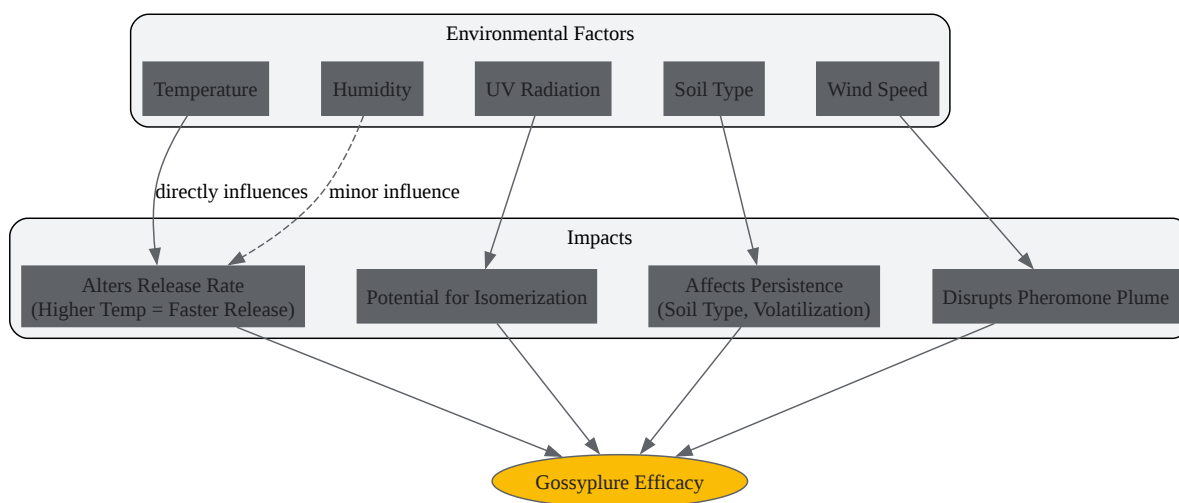 Environmental Factors
Temperature
Humidity
UV Radiation
Soil Type
Wind Speed
directly influences
minor influence
Impacts
Alters Release Rate
(Higher Temp = Faster Release)
Potential for Isomerization
Affects Persistence
(Soil Type, Volatilization)
Disrupts Pheromone Plume
Gossyplure Efficacy